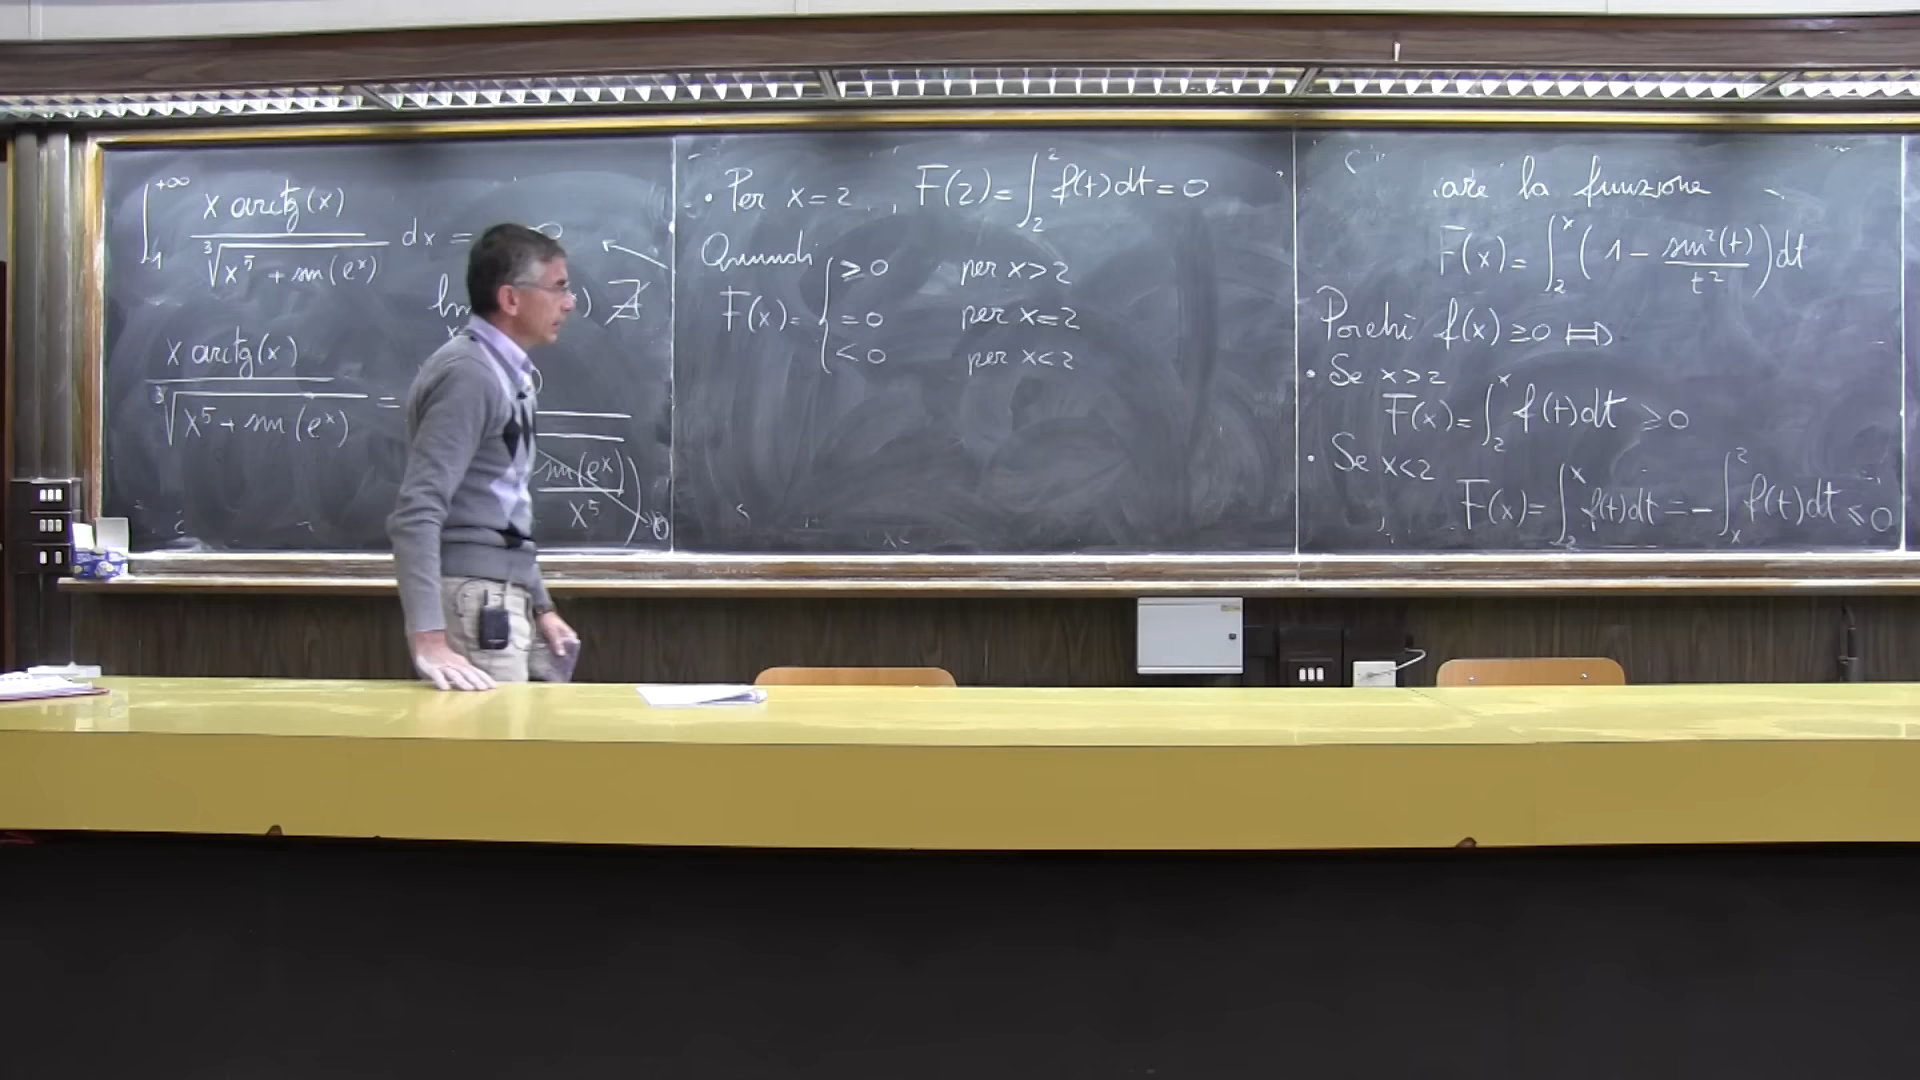 ∫₁^{+∞} x arctg(x) / ∛(x⁵ + sin(eˣ)) dx =
∄
x arctg(x) / ∛(x⁵ + sin(eˣ)) =
sin(eˣ) / x⁵ ) 0
• Per x = 2, F(2) = ∫₂² f(t)dt = 0
Quindi
F(x) = { ≥ 0 per x > 2
= 0 per x = 2
< 0 per x < 2
la funzione
F(x) = ∫₂ˣ (1 − sin²(t)/t²) dt
Poichè f(x) ≥ 0 ⟹
• Se x > 2
F(x) = ∫₂ˣ f(t)dt ≥ 0
• Se x < 2
F(x) = ∫₂ˣ f(t)dt = − ∫ₓ² f(t)dt ≤ 0